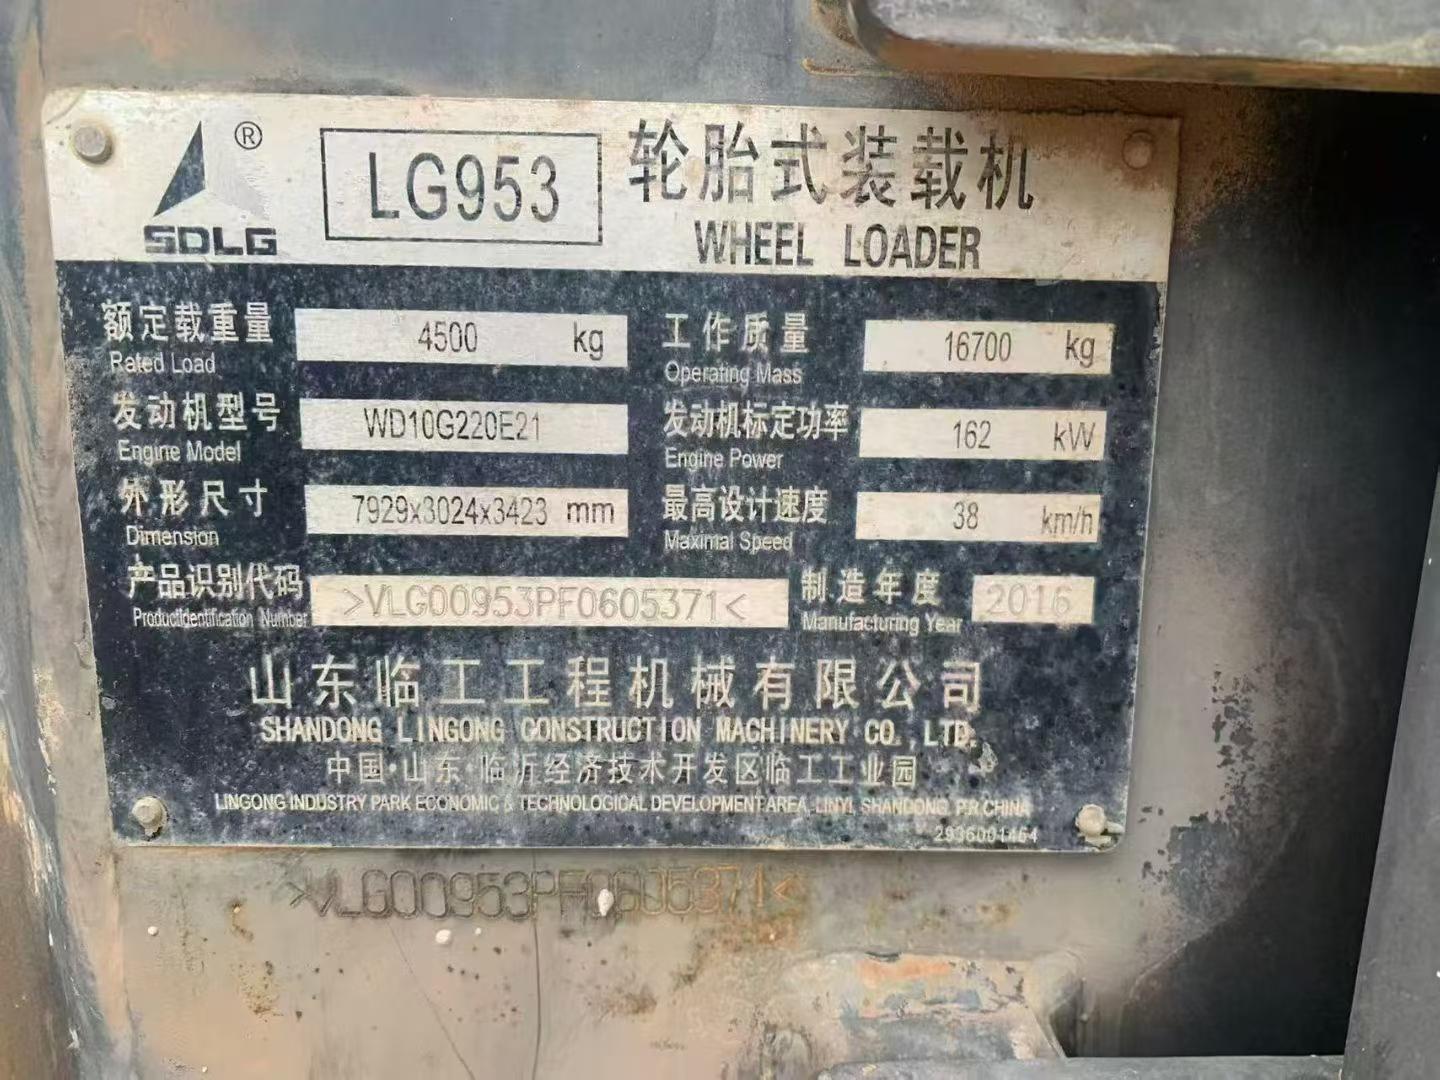 ® LG953 轮胎式装载机
SDLG WHEEL LOADER
额定载重量 4500 kg 工作质量 16700 kg
Rated Load Operating Mass
发动机型号 WD10G220E21 发动机标定功率 162 kW
Engine Model Engine Power
外形尺寸 7929x3024x3423 mm 最高设计速度 38 km/h
Dimension Maximal Speed
产品识别代码 >VLG00953PF0605371< 制造年度 2016
ProductIdentification Number Manufacturing Year
山东临工工程机械有限公司
SHANDONG LINGONG CONSTRUCTION MACHINERY CO.,LTD.
中国·山东·临沂经济技术开发区临工工业园
LINGONG INDUSTRY PARK ECONOMIC & TECHNOLOGICAL DEVELOPMENT AREA, LINYI, SHANDONG, P.R.CHINA
2936001464
>VLG00953PF0605371<